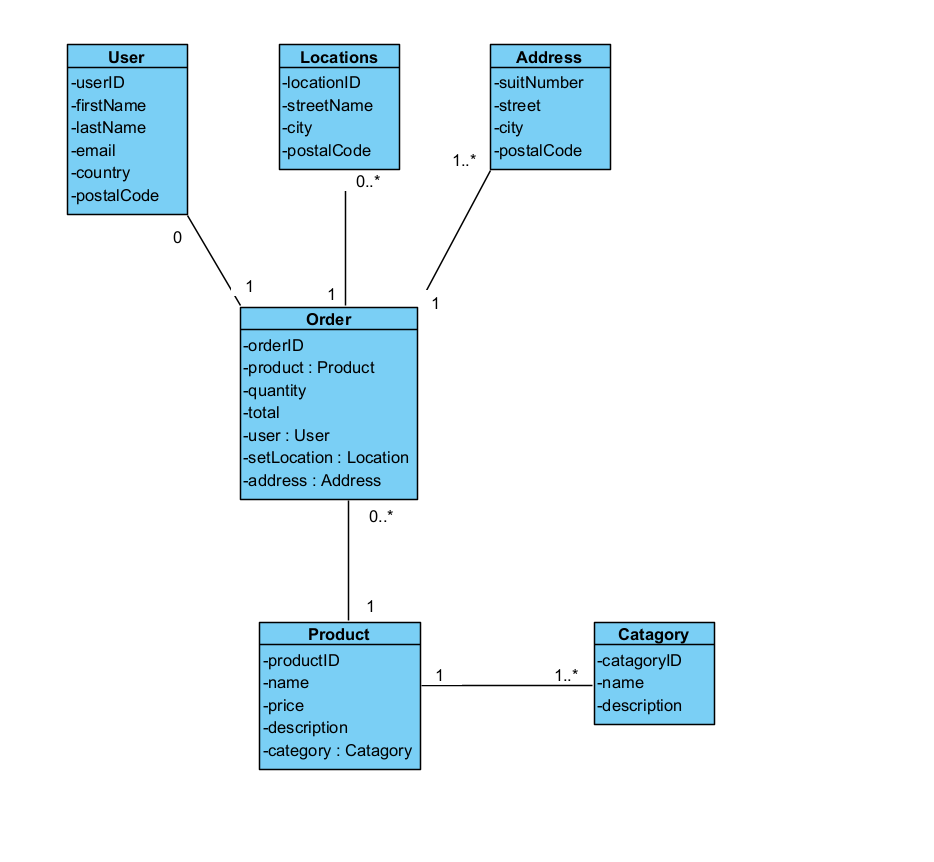 User
-userID
-firstName
-lastName
-email
-country
-postalCode
Locations
-locationID
-streetName
-city
-postalCode
Address
-suitNumber
-street
-city
-postalCode
0
1
0..*
1
1..*
1
Order
-orderID
-product : Product
-quantity
-total
-user : User
-setLocation : Location
-address : Address
0..*
1
Product
-productID
-name
-price
-description
-category : Catagory
1
1..*
Catagory
-catagoryID
-name
-description